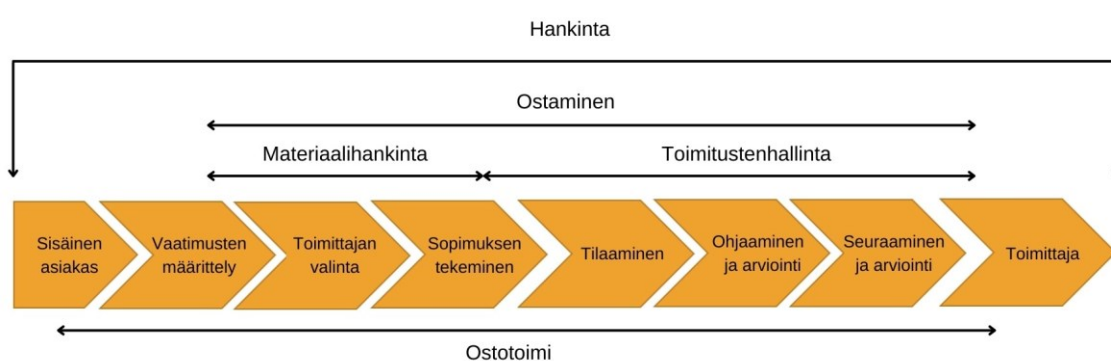 Hankinta
Ostaminen
Materiaalihankinta
Toimitustenhallinta
Sisäinen
asiakas
Vaatimusten
määrittely
Toimittajan
valinta
Sopimuksen
tekeminen
Tilaaminen
Ohjaaminen
ja arviointi
Seuraaminen
ja arviointi
Toimittaja
Ostotoimi